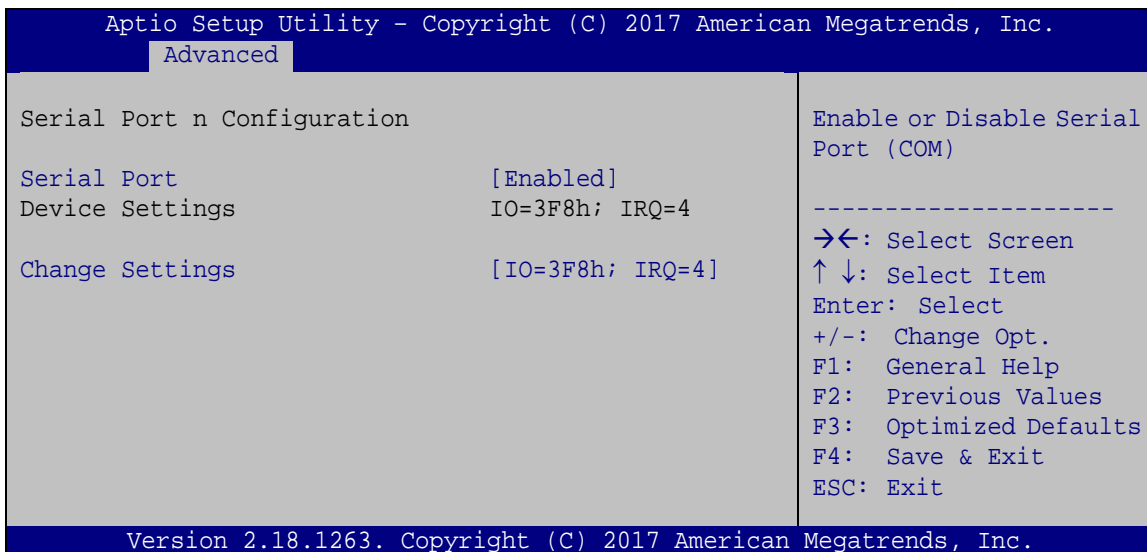 Aptio Setup Utility – Copyright (C) 2017 American Megatrends, Inc.
Advanced
Serial Port n Configuration
Serial Port [Enabled]
Device Settings IO=3F8h; IRQ=4
Change Settings [IO=3F8h; IRQ=4]
Enable or Disable Serial
Port (COM)
---------------------
→←: Select Screen
↑ ↓: Select Item
Enter: Select
+/-: Change Opt.
F1: General Help
F2: Previous Values
F3: Optimized Defaults
F4: Save & Exit
ESC: Exit
Version 2.18.1263. Copyright (C) 2017 American Megatrends, Inc.